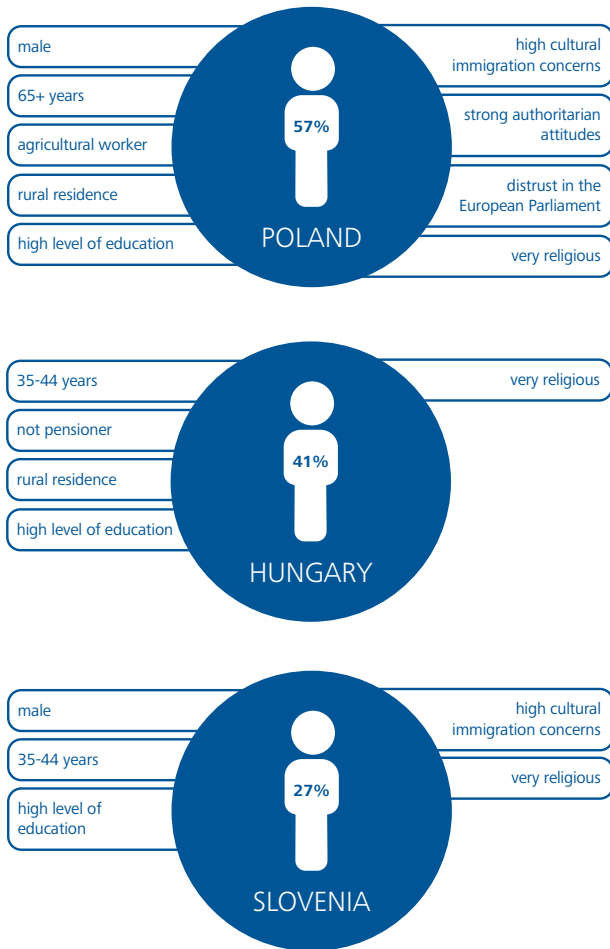 male
65+ years
agricultural worker
rural residence
high level of education
high cultural
immigration concerns
strong authoritarian
attitudes
distrust in the
European Parliament
very religious
57%
POLAND
35-44 years
not pensioner
rural residence
high level of education
very religious
41%
HUNGARY
male
35-44 years
high level of
education
high cultural
immigration concerns
very religious
27%
SLOVENIA